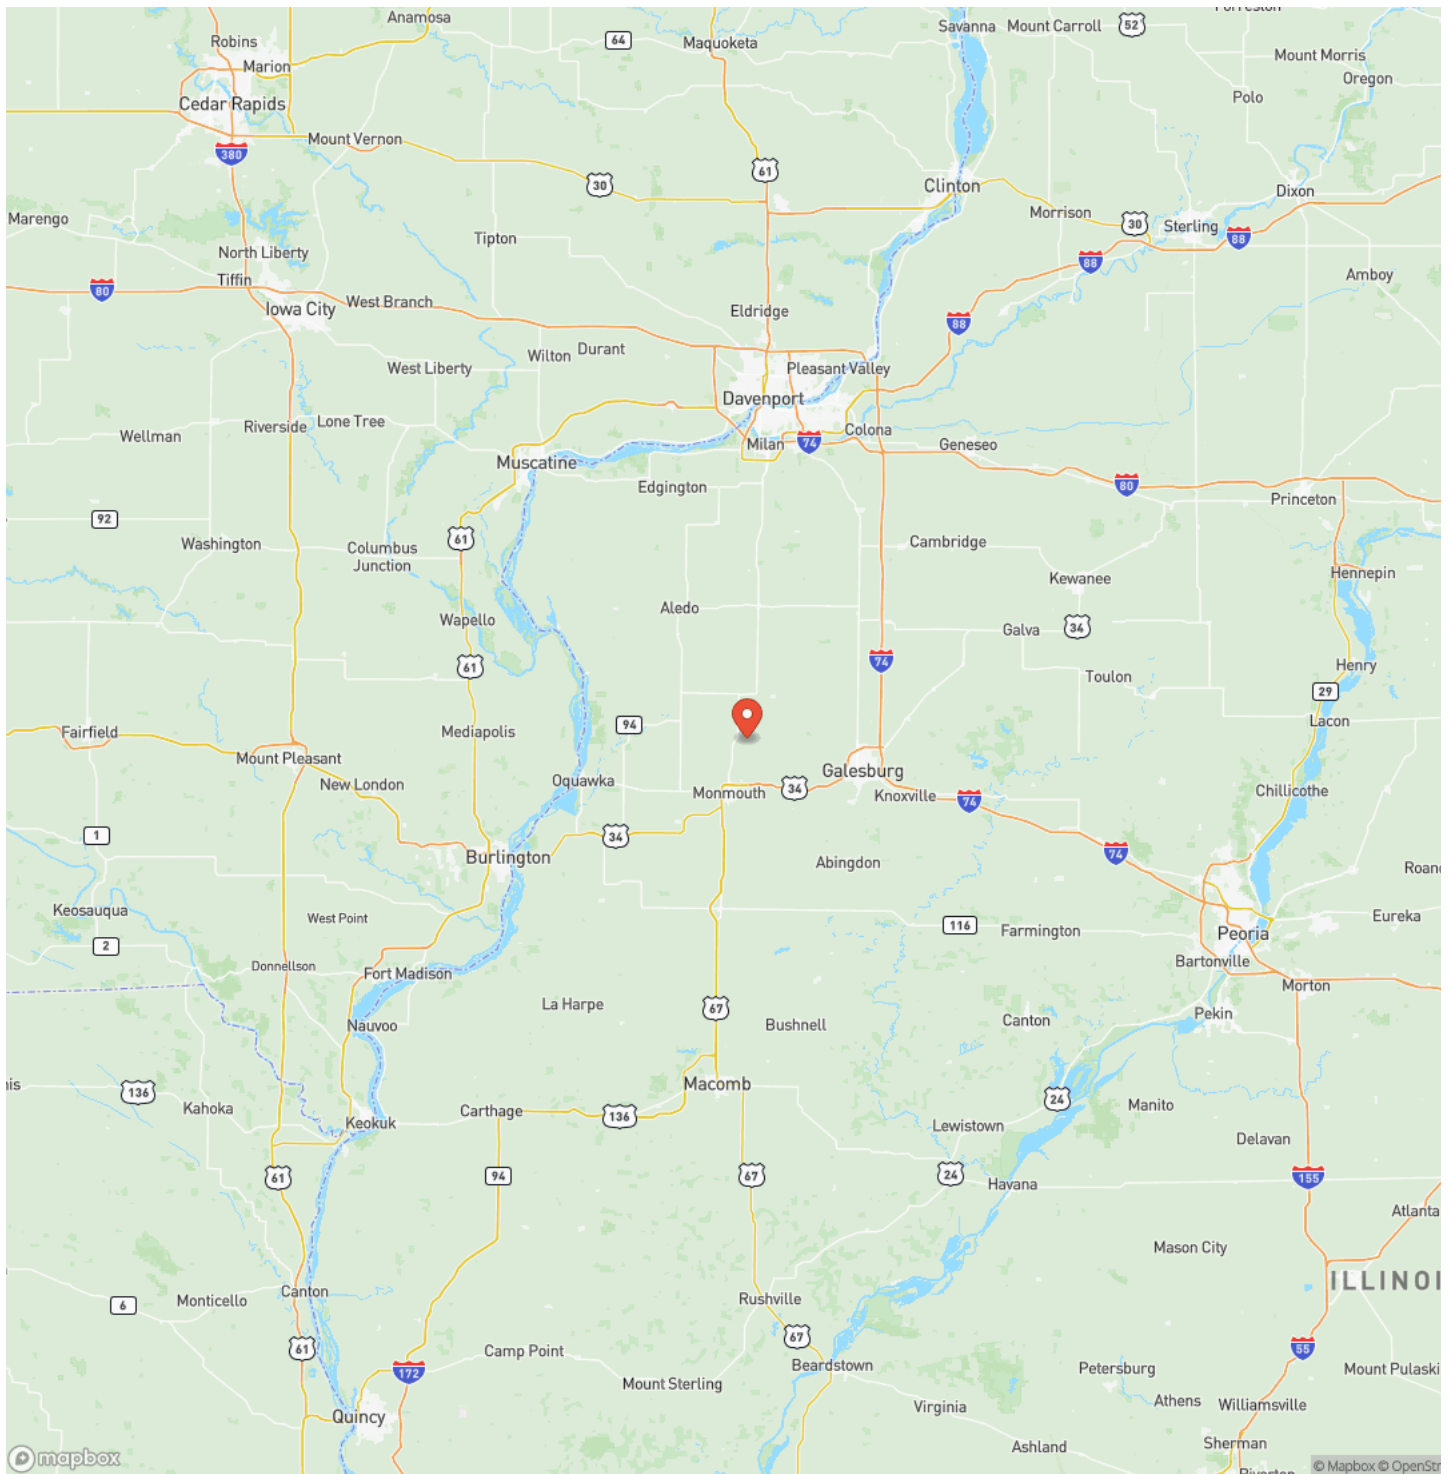 Anamosa
Forreston
Robins
64
Maquoketa
Savanna
Mount Carroll
52
Marion
Mount Morris
Oregon
Cedar Rapids
Polo
Mount Vernon
380
61
30
Clinton
Dixon
Marengo
Morrison
30
Sterling
88
North Liberty
Tipton
88
Tiffin
80
West Branch
Iowa City
Eldridge
88
Amboy
Wilton
Durant
West Liberty
Pleasant Valley
Davenport
Riverside
Lone Tree
Wellman
Milan
74
Colona
Geneseo
Muscatine
Edgington
80
Princeton
92
61
Washington
Columbus
Junction
Cambridge
Kewanee
Hennepin
Aledo
Wapello
Galva
34
61
74
Toulon
Henry
29
94
Lacon
Fairfield
Mediapolis
Mount Pleasant
New London
Oquawka
Monmouth
34
Galesburg
Knoxville
74
Chillicothe
1
34
Burlington
Abingdon
74
Roano
Keosauqua
West Point
116
Farmington
Eureka
2
Peoria
Donnellson
Fort Madison
Bartonville
Morton
La Harpe
67
Nauvoo
Bushnell
Canton
Pekin
nis
136
Macomb
24
Kahoka
Keokuk
Carthage
136
Manito
Lewistown
Delavan
61
94
67
24
Havana
155
Atlanta
Mason City
Monticello
Canton
ILLINOI
6
Rushville
61
67
Camp Point
55
172
Beardstown
Petersburg
Mount Pulaski
Mount Sterling
Quincy
Virginia
Athens
Williamsville
Ashland
Sherman
mapbox
© Mapbox © OpenStr
Riverton